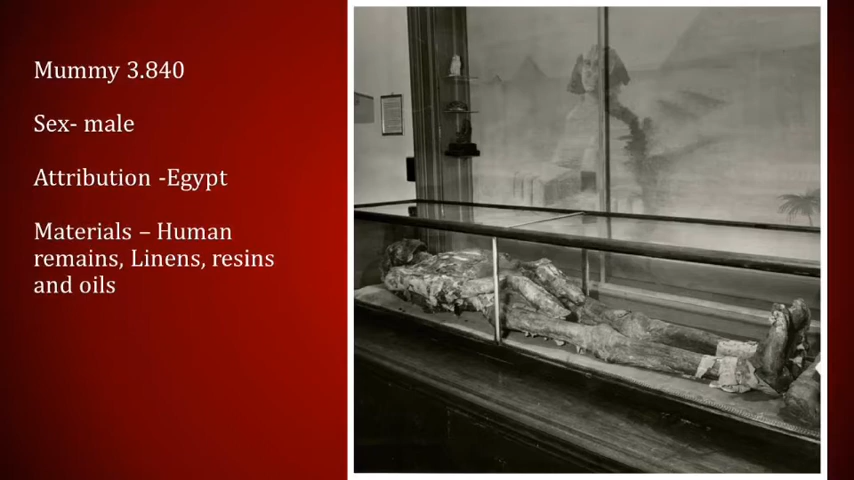 Mummy 3.840
Sex- male
Attribution -Egypt
Materials – Human
remains, Linens, resins
and oils